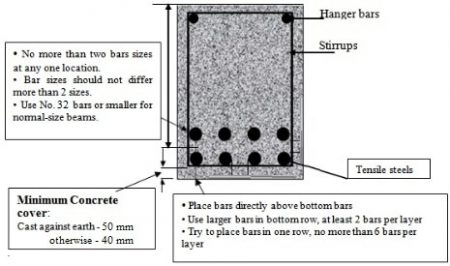 Hanger bars
Stirrups
• No more than two bars sizes
at any one location.
• Bar sizes should not differ
more than 2 sizes.
• Use No. 32 bars or smaller for
normal-size beams.
Tensile steels
Minimum Concrete
cover:
Cast against earth - 50 mm
otherwise - 40 mm
• Place bars directly above bottom bars
• Use larger bars in bottom row, at least 2 bars per
layer
• Try to place bars in one row, no more than 6 bars per
layer